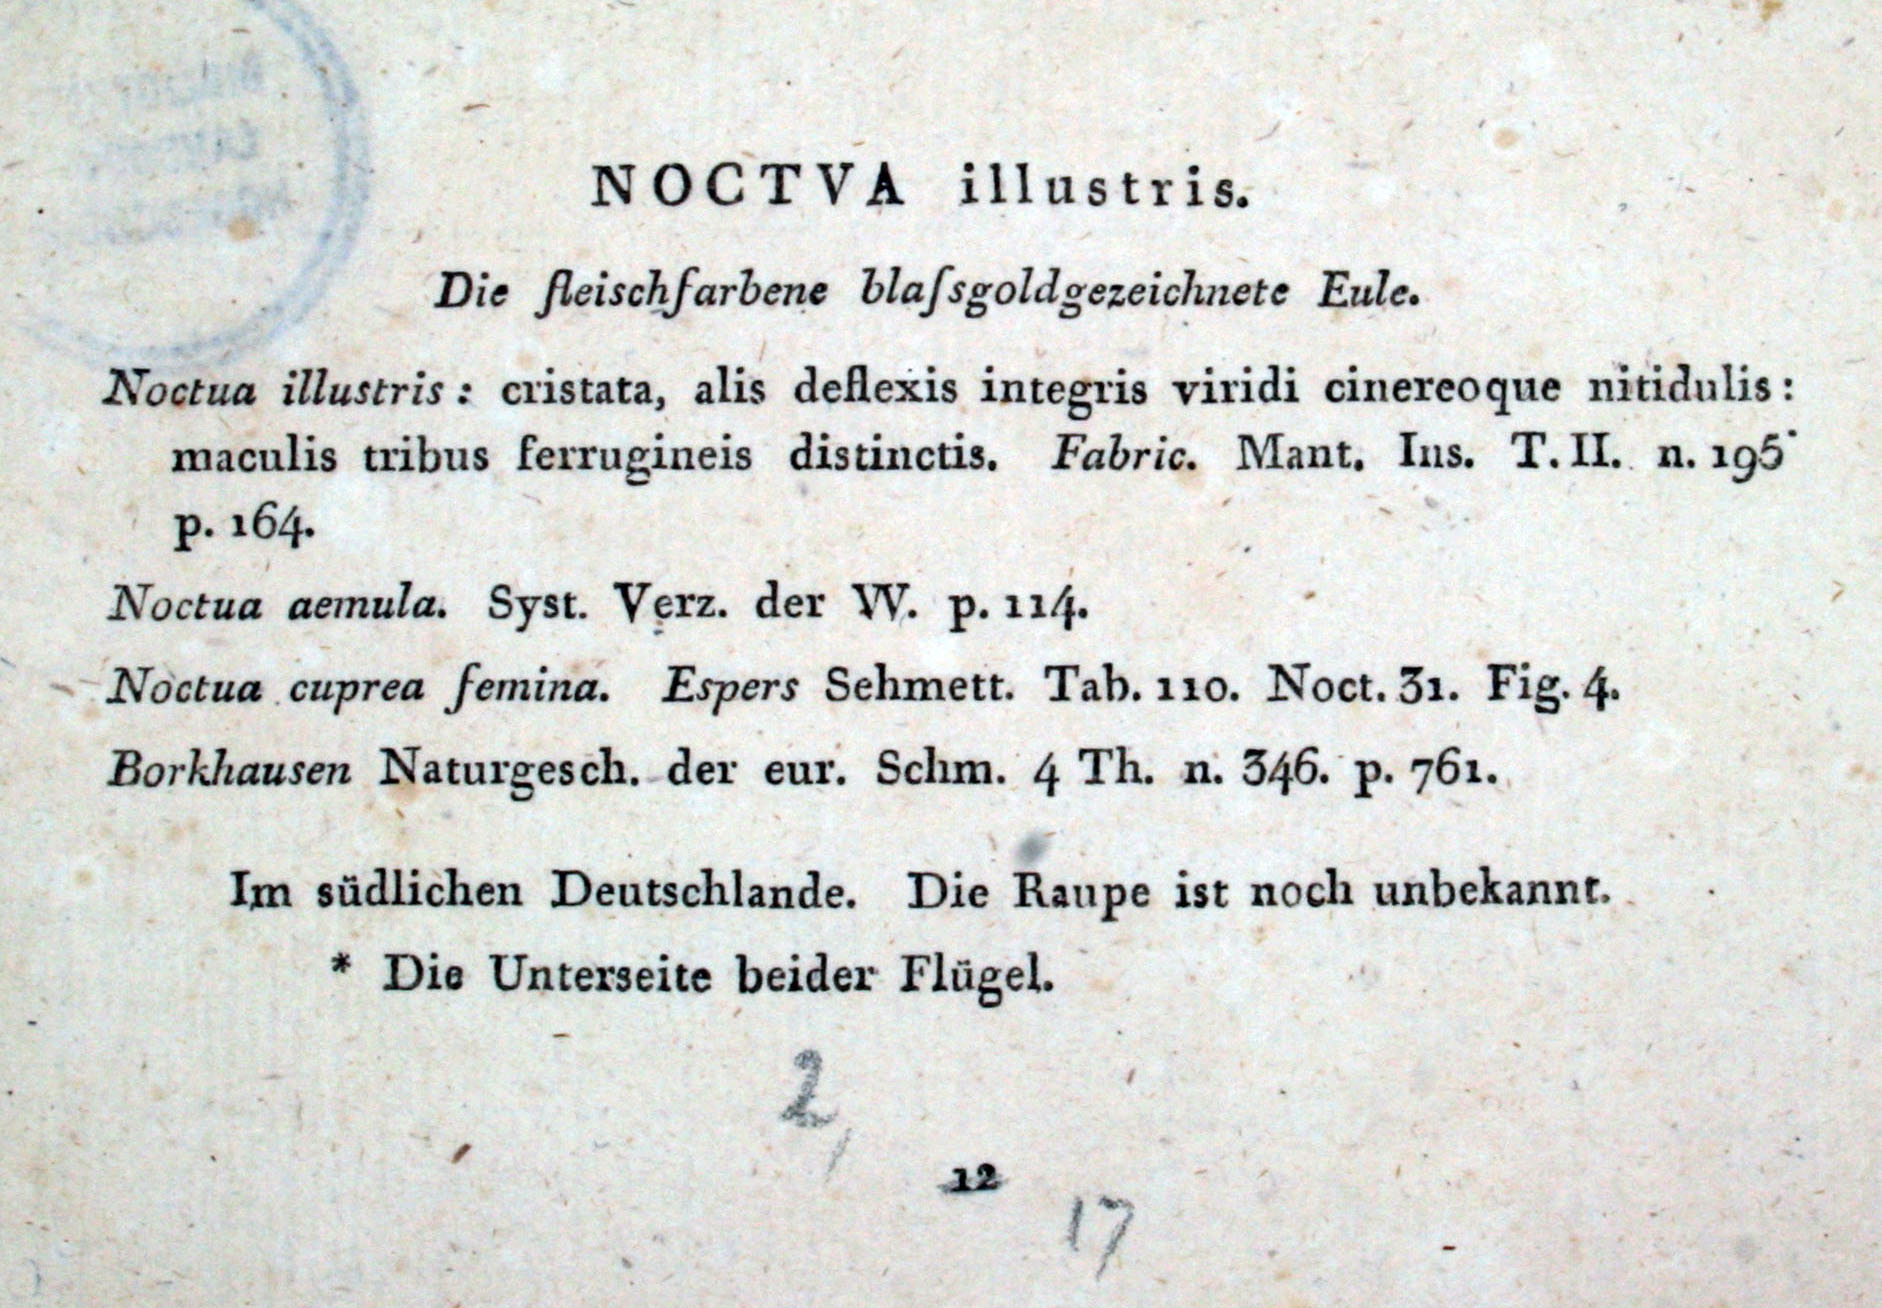 NOCTVA illustris.
Die fleischfarbene blaſsgoldgezeichnete Eule.
Noctua illustris: cristata, alis deflexis integris viridi cinereoque nitidulis:
maculis tribus ferrugineis distinctis. Fabric. Mant. Ins. T. II. n. 195
p. 164.
Noctua aemula. Syst. Verz. der W. p. 114.
Noctua cuprea femina. Espers Sehmett. Tab. 110. Noct. 31. Fig. 4.
Borkhausen Naturgesch. der eur. Schm. 4 Th. n. 346. p. 761.
Im südlichen Deutschlande. Die Raupe ist noch unbekannt.
* Die Unterseite beider Flügel.
2,
12
17